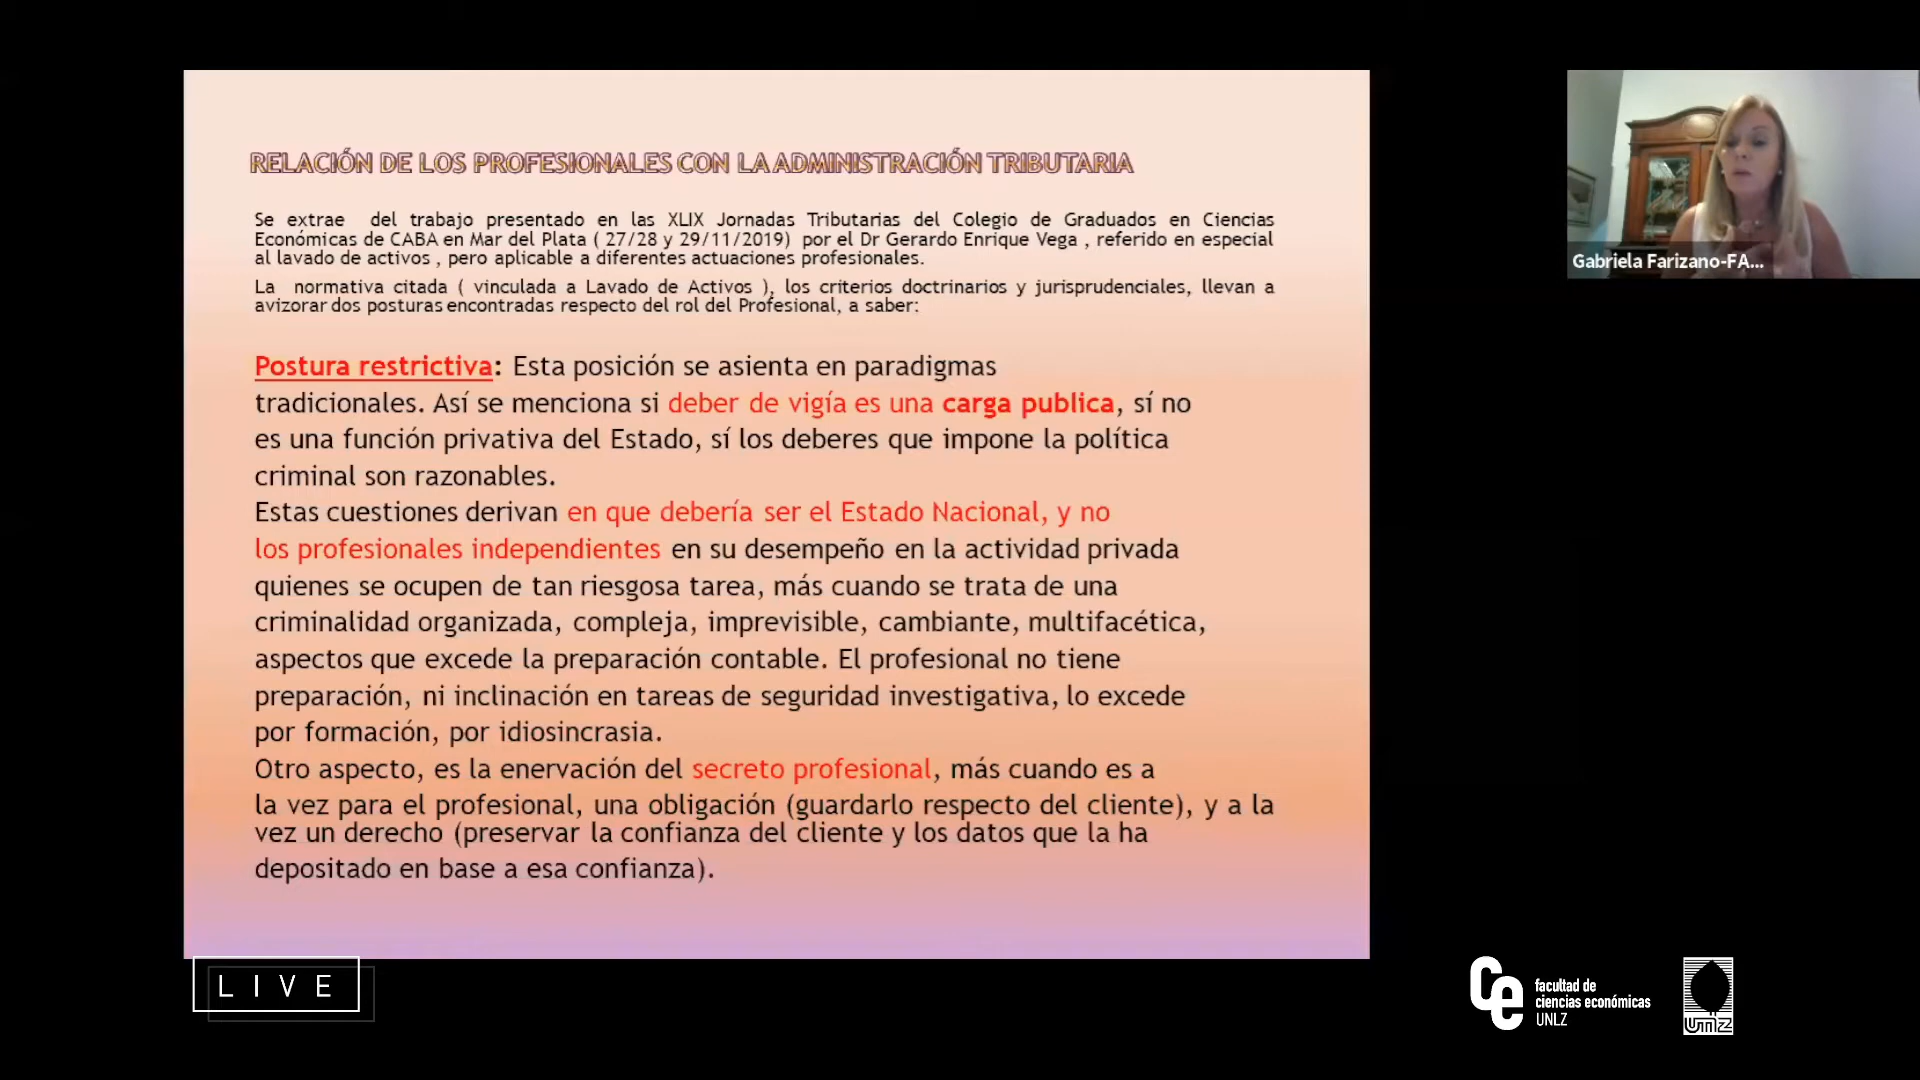 RELACIÓN DE LOS PROFESIONALES CON LA ADMINISTRACIÓN TRIBUTARIA
Se extrae del trabajo presentado en las XLIX Jornadas Tributarias del Colegio de Graduados en Ciencias
Económicas de CABA en Mar del Plata ( 27/28 y 29/11/2019) por el Dr Gerardo Enrique Vega , referido en especial
al lavado de activos , pero aplicable a diferentes actuaciones profesionales.
La normativa citada ( vinculada a Lavado de Activos ), los criterios doctrinarios y jurisprudenciales, llevan a
avizorar dos posturas encontradas respecto del rol del Profesional, a saber:
Postura restrictiva: Esta posición se asienta en paradigmas
tradicionales. Así se menciona si deber de vigía es una carga publica, sí no
es una función privativa del Estado, sí los deberes que impone la política
criminal son razonables.
Estas cuestiones derivan en que debería ser el Estado Nacional, y no
los profesionales independientes en su desempeño en la actividad privada
quienes se ocupen de tan riesgosa tarea, más cuando se trata de una
criminalidad organizada, compleja, imprevisible, cambiante, multifacética,
aspectos que excede la preparación contable. El profesional no tiene
preparación, ni inclinación en tareas de seguridad investigativa, lo excede
por formación, por idiosincrasia.
Otro aspecto, es la enervación del secreto profesional, más cuando es a
la vez para el profesional, una obligación (guardarlo respecto del cliente), y a la
vez un derecho (preservar la confianza del cliente y los datos que la ha
depositado en base a esa confianza).
Gabriela Farizano-FA...
LIVE
ce
facultad de
ciencias económicas
UNLZ
unlz